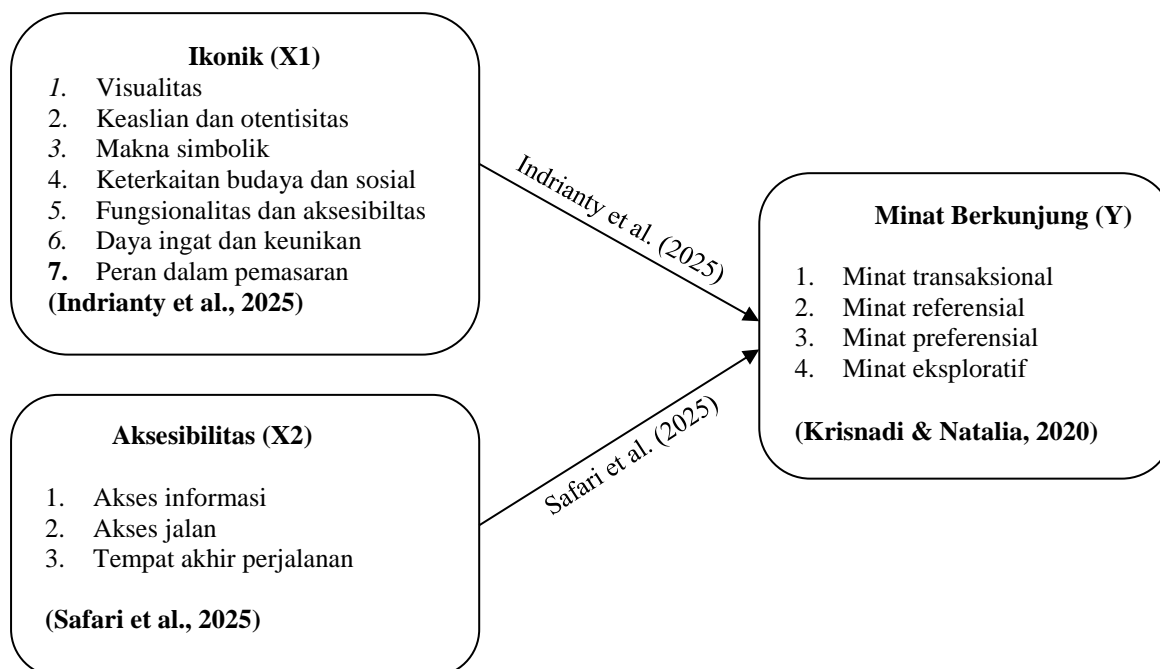 Ikonik (X1)
1. Visualitas
2. Keaslian dan otentisitas
3. Makna simbolik
4. Keterkaitan budaya dan sosial
5. Fungsionalitas dan aksesibiltas
6. Daya ingat dan keunikan
7. Peran dalam pemasaran
(Indrianty et al., 2025)
Indrianty et al. (2025)
Aksesibilitas (X2)
1. Akses informasi
2. Akses jalan
3. Tempat akhir perjalanan
(Safari et al., 2025)
Safari et al. (2025)
Minat Berkunjung (Y)
1. Minat transaksional
2. Minat referensial
3. Minat preferensial
4. Minat eksploratif
(Krisnadi & Natalia, 2020)